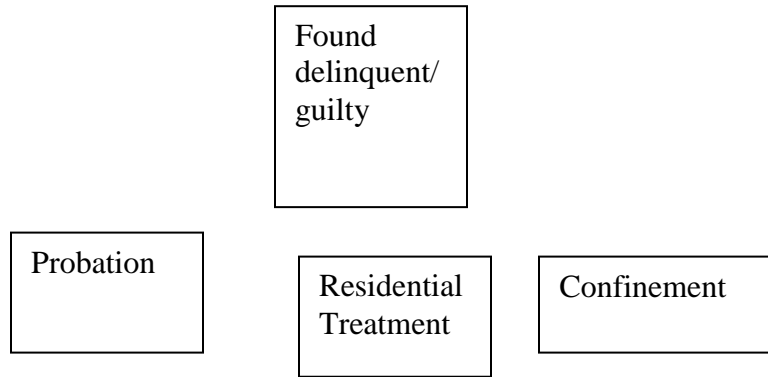 Found
delinquent/
guilty
Probation
Residential
Treatment
Confinement